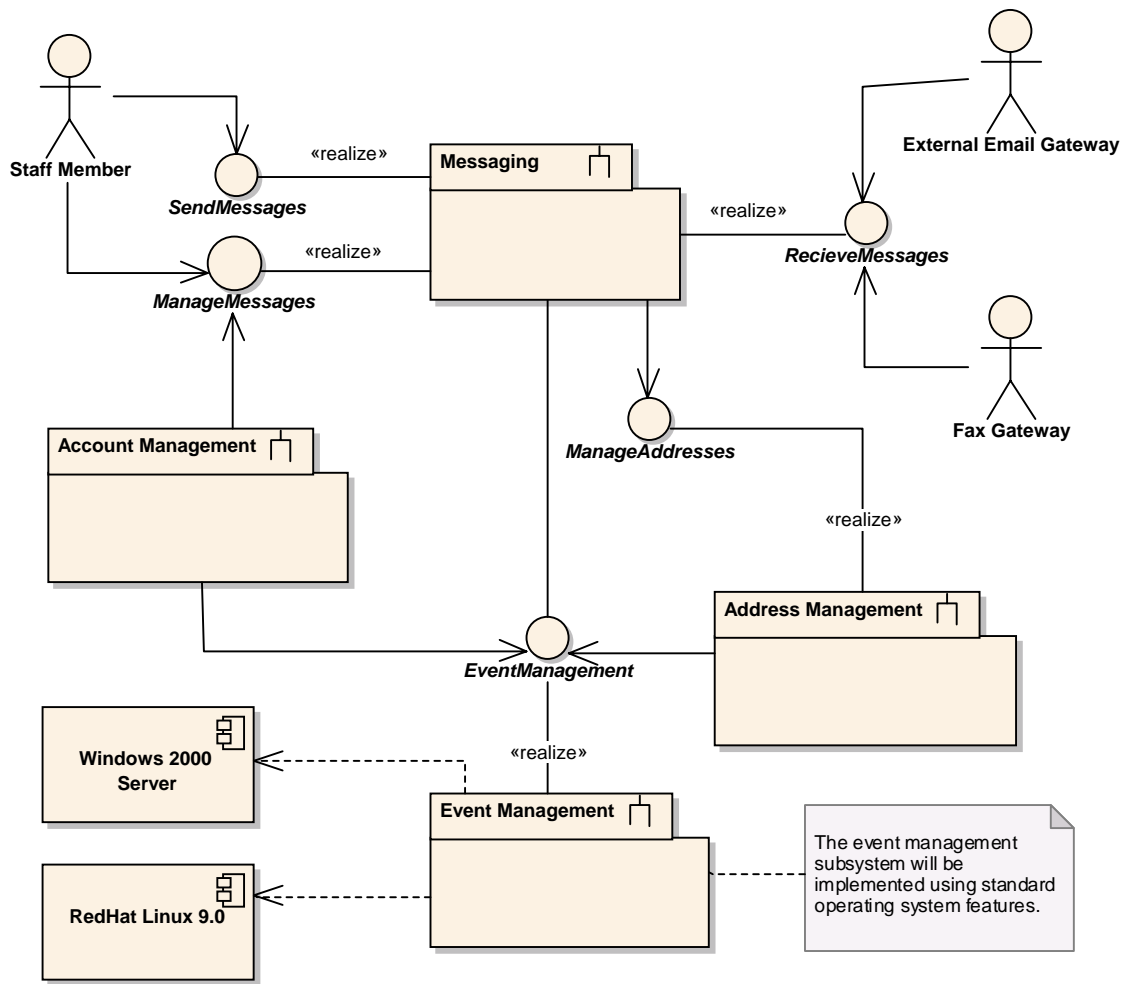 External Email Gateway
Staff Member
«realize»
Messaging
SendMessages
«realize»
«realize»
RecieveMessages
ManageMessages
Account Management
ManageAddresses
Fax Gateway
«realize»
Address Management
EventManagement
«realize»
Windows 2000
Server
Event Management
The event management
subsystem will be
implemented using standard
operating system features.
RedHat Linux 9.0